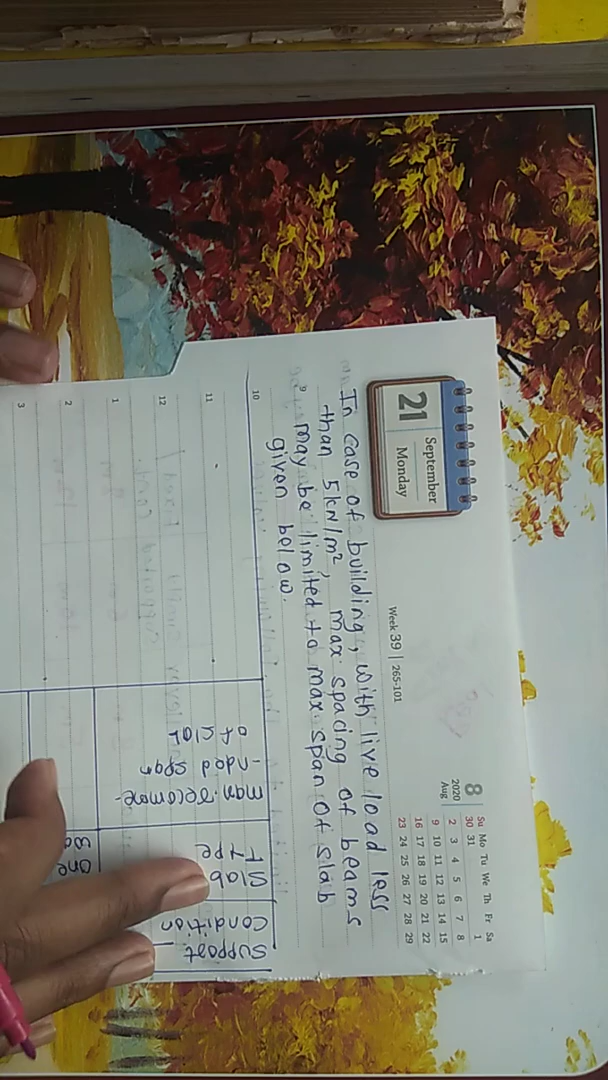 21
September
Monday
Week 39 | 265-101
8
2020
Aug
Su Mo Tu We Th Fr Sa
30 31 1
2 3 4 5 6 7 8
9 10 11 12 13 14 15
16 17 18 19 20 21 22
23 24 25 26 27 28 29
In case of building, with live load less
than 5kN/m², max. spacing of beams
9
may be limited to max. span of slab
given below.
10
11
12
1
2
3
Support
Condition
Slab
Type
max. recomme-
-nded span
of slab
one